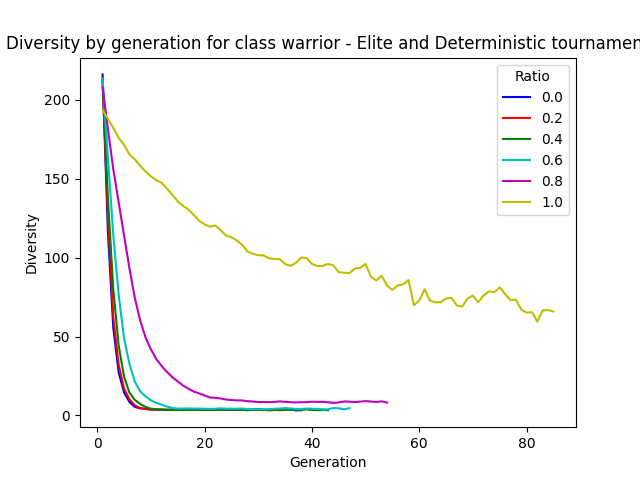 Diversity by generation for class warrior - Elite and Deterministic tournamen
Ratio
0.0
0.2
0.4
0.6
0.8
1.0
Diversity
200
150
100
50
0
0 20 40 60 80
Generation